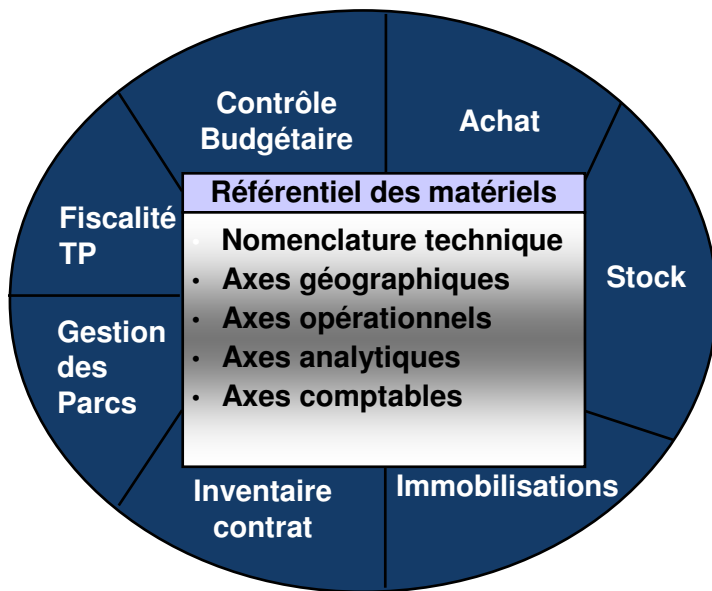 Contrôle
Budgétaire
Achat
Fiscalité
TP
Référentiel des matériels
• Nomenclature technique
• Axes géographiques
• Axes opérationnels
• Axes analytiques
• Axes comptables
Stock
Gestion
des
Parcs
Inventaire
contrat
Immobilisations